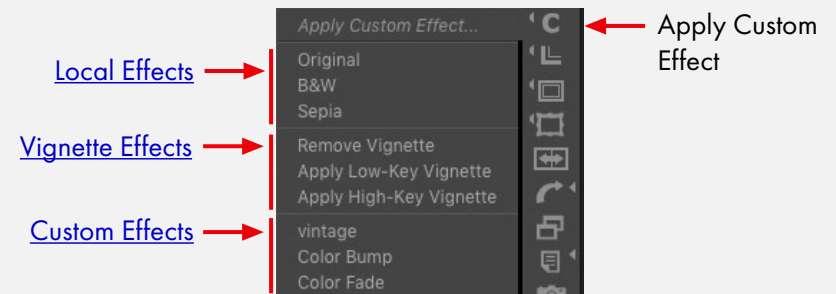 Apply Custom Effect...
C
Apply Custom
Effect
Local Effects
Original
B&W
Sepia
Vignette Effects
Remove Vignette
Apply Low-Key Vignette
Apply High-Key Vignette
Custom Effects
vintage
Color Bump
Color Fade